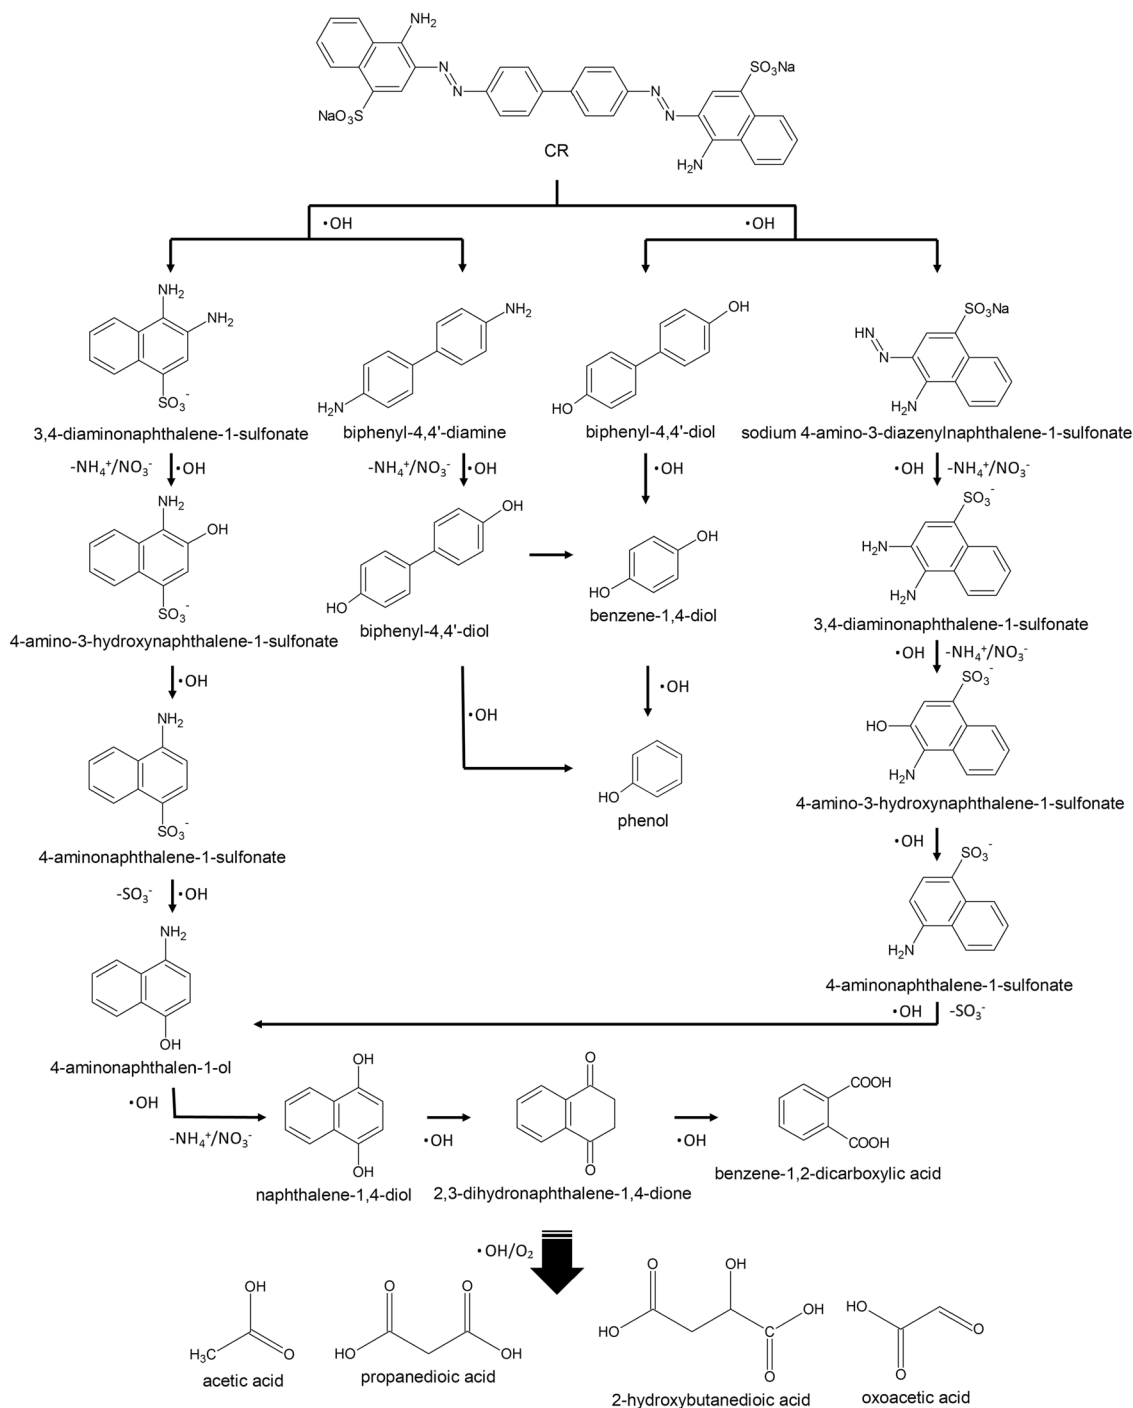 NH₂
N
N
NaO₃S
SO₃Na
N
N
H₂N
CR
•OH
•OH
NH₂
NH₂
SO₃⁻
3,4-diaminonaphthalene-1-sulfonate
NH₂
H₂N
biphenyl-4,4'-diamine
OH
HO
biphenyl-4,4'-diol
SO₃Na
HN
N
H₂N
sodium 4-amino-3-diazenylnaphthalene-1-sulfonate
-NH₄⁺/NO₃⁻ •OH
-NH₄⁺/NO₃⁻ •OH
•OH
•OH -NH₄⁺/NO₃⁻
NH₂
OH
SO₃⁻
4-amino-3-hydroxynaphthalene-1-sulfonate
OH
HO
biphenyl-4,4'-diol
OH
HO
benzene-1,4-diol
SO₃⁻
H₂N
H₂N
3,4-diaminonaphthalene-1-sulfonate
•OH
•OH
•OH
•OH -NH₄⁺/NO₃⁻
NH₂
SO₃⁻
4-aminonaphthalene-1-sulfonate
HO
phenol
SO₃⁻
HO
H₂N
4-amino-3-hydroxynaphthalene-1-sulfonate
•OH
-SO₃⁻ •OH
SO₃⁻
H₂N
4-aminonaphthalene-1-sulfonate
•OH -SO₃⁻
NH₂
OH
4-aminonaphthalen-1-ol
•OH
-NH₄⁺/NO₃⁻
OH
OH
naphthalene-1,4-diol
•OH
O
O
2,3-dihydronaphthalene-1,4-dione
•OH
COOH
COOH
benzene-1,2-dicarboxylic acid
•OH/O₂
OH
H₃C
O
acetic acid
O
O
HO
OH
propanedioic acid
O
OH
HO
OH
O
2-hydroxybutanedioic acid
HO
O
O
oxoacetic acid